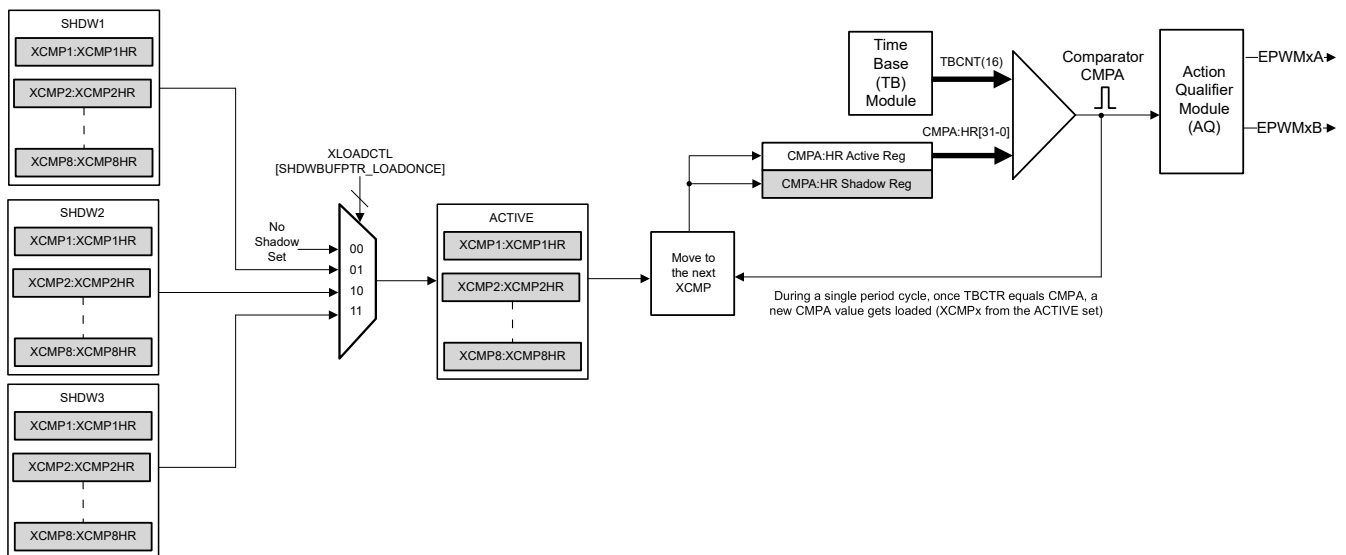 SHDW1
XCMP1:XCMP1HR
XCMP2:XCMP2HR
XCMP8:XCMP8HR
SHDW2
XCMP1:XCMP1HR
XCMP2:XCMP2HR
XCMP8:XCMP8HR
SHDW3
XCMP1:XCMP1HR
XCMP2:XCMP2HR
XCMP8:XCMP8HR
No
Shadow
Set
XLOADCTL
[SHDWBUFPTR_LOADONCE]
00
01
10
11
ACTIVE
XCMP1:XCMP1HR
XCMP2:XCMP2HR
XCMP8:XCMP8HR
Move to
the next
XCMP
CMPA:HR Active Reg
CMPA:HR Shadow Reg
Time
Base
(TB)
Module
TBCNT(16)
CMPA:HR[31-0]
Comparator
CMPA
Action
Qualifier
Module
(AQ)
EPWMxA
EPWMxB
During a single period cycle, once TBCTR equals CMPA, a
new CMPA value gets loaded (XCMPx from the ACTIVE set)